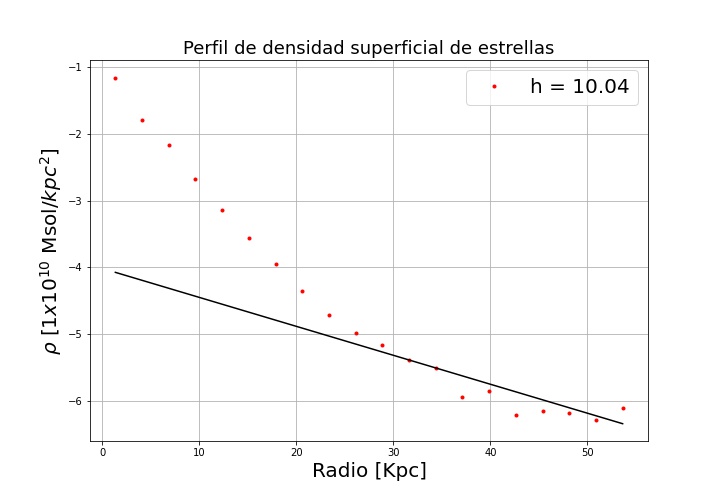 Perfil de densidad superficial de estrellas
h = 10.04
−1
−2
−3
−4
−5
−6
ρ [1x10¹⁰ Msol/kpc²]
0 10 20 30 40 50
Radio [Kpc]